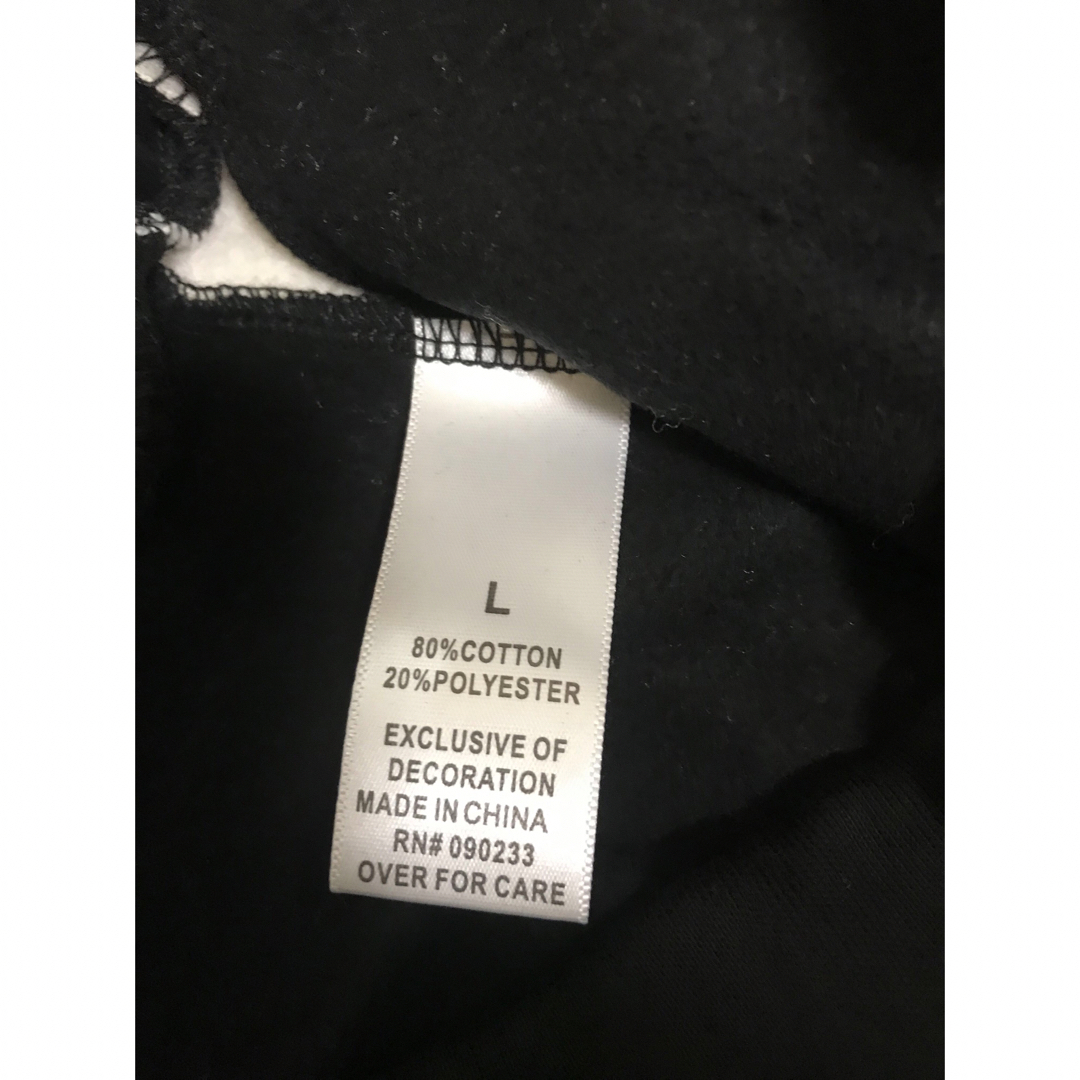 L
80%COTTON
20%POLYESTER
EXCLUSIVE OF
DECORATION
MADE IN CHINA
RN# 090233
OVER FOR CARE